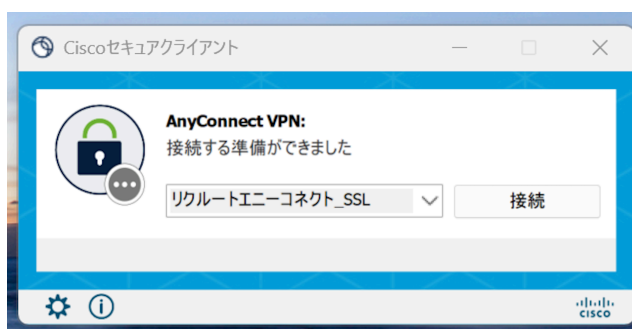 Ciscoセキュアクライアント
AnyConnect VPN:
接続する準備ができました
リクルートエニーコネクト_SSL
接続
CISCO